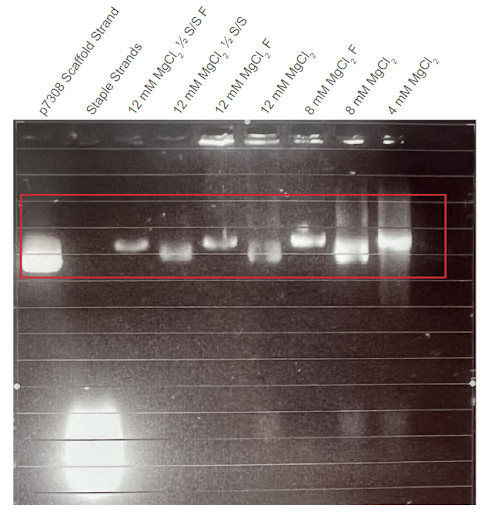 p7308 Scaffold Strand
Staple Strands
12 mM MgCl₂ ½ S/S F
12 mM MgCl₂ ½ S/S
12 mM MgCl₂ F
12 mM MgCl₂
8 mM MgCl₂ F
8 mM MgCl₂
4 mM MgCl₂